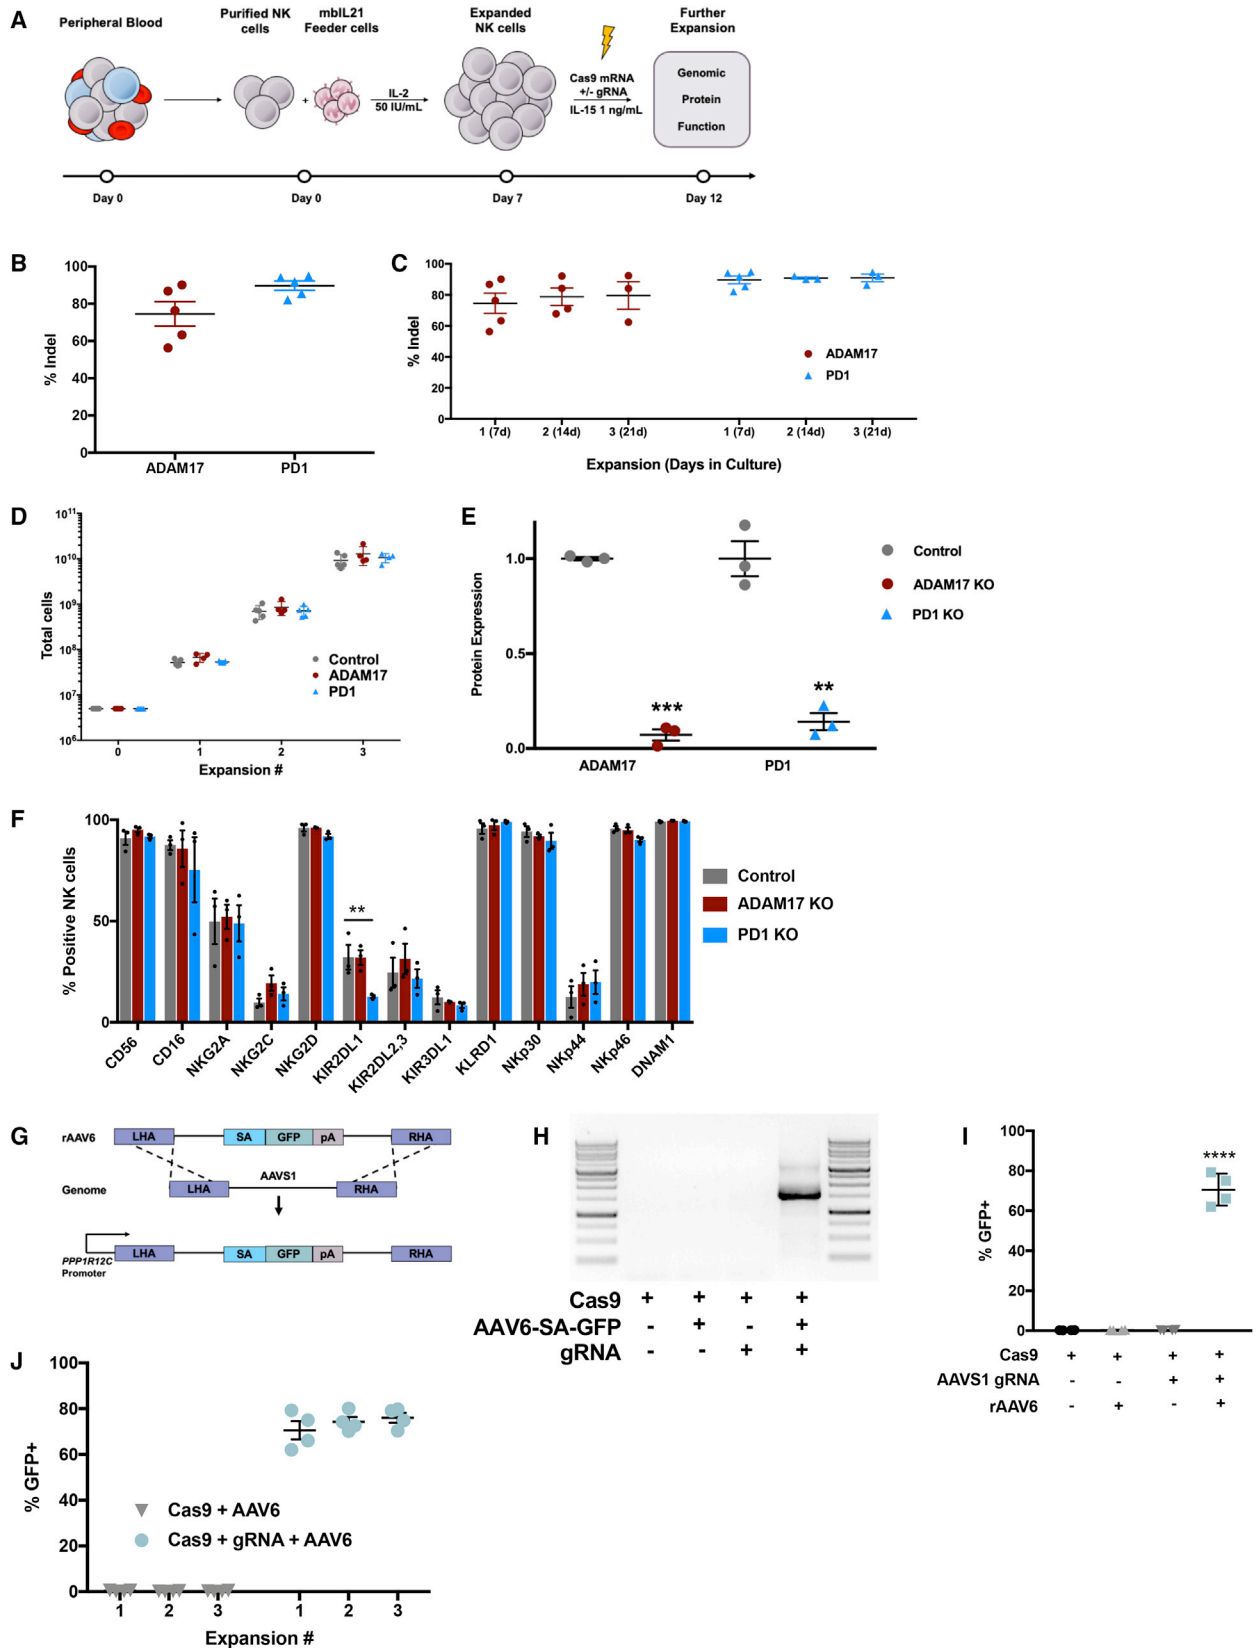 A
Peripheral Blood
Purified NK
cells
mbIL21
Feeder cells
Expanded
NK cells
Further
Expansion
+
IL-2
50 IU/mL
Cas9 mRNA
+/- gRNA
IL-15 1 ng/mL
Genomic
Protein
Function
Day 0
Day 0
Day 7
Day 12
B
% Indel
100
80
60
40
20
0
ADAM17
PD1
C
% Indel
100
80
60
40
20
0
ADAM17
PD1
1 (7d)
2 (14d)
3 (21d)
1 (7d)
2 (14d)
3 (21d)
Expansion (Days in Culture)
D
Total cells
10¹¹
10¹⁰
10⁹
10⁸
10⁷
10⁶
Control
ADAM17
PD1
0
1
2
3
Expansion #
E
Protein Expression
1.0
0.5
0.0
***
**
ADAM17
PD1
Control
ADAM17 KO
PD1 KO
F
% Positive NK cells
100
50
0
**
CD56
CD16
NKG2A
NKG2C
NKG2D
KIR2DL1
KIR2DL2,3
KIR3DL1
KLRD1
NKp30
NKp44
NKp46
DNAM1
Control
ADAM17 KO
PD1 KO
G
rAAV6
LHA
SA
GFP
pA
RHA
AAVS1
Genome
LHA
RHA
PPP1R12C
Promoter
LHA
SA
GFP
pA
RHA
H
Cas9 + + + +
AAV6-SA-GFP - + - +
gRNA - - + +
I
% GFP+
100
80
60
40
20
0
****
Cas9 + + + +
AAVS1 gRNA - - + +
rAAV6 - + - +
J
% GFP+
100
80
60
40
20
0
Cas9 + AAV6
Cas9 + gRNA + AAV6
1
2
3
1
2
3
Expansion #